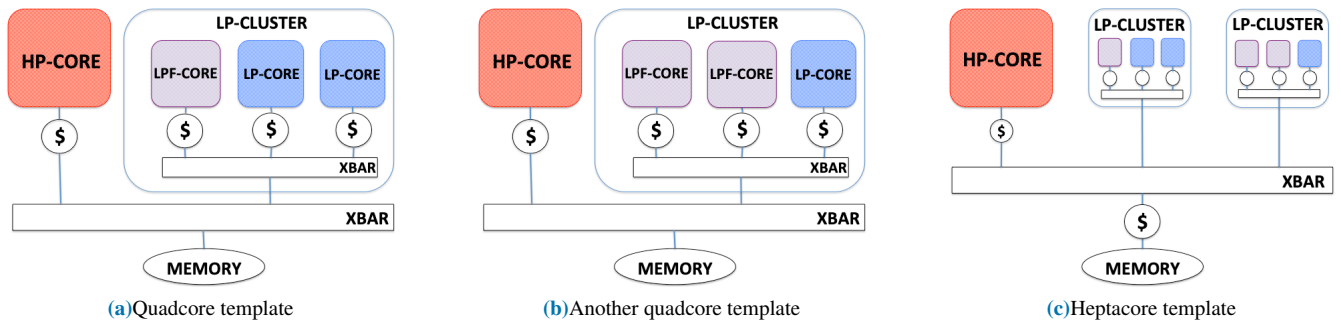 LP-CLUSTER
HP-CORE
LPF-CORE
LP-CORE
LP-CORE
$
$
$
$
XBAR
XBAR
MEMORY
(a)Quadcore template
LP-CLUSTER
HP-CORE
LPF-CORE
LPF-CORE
LP-CORE
$
$
$
$
XBAR
XBAR
MEMORY
(b)Another quadcore template
LP-CLUSTER
LP-CLUSTER
HP-CORE
$
XBAR
$
MEMORY
(c)Heptacore template